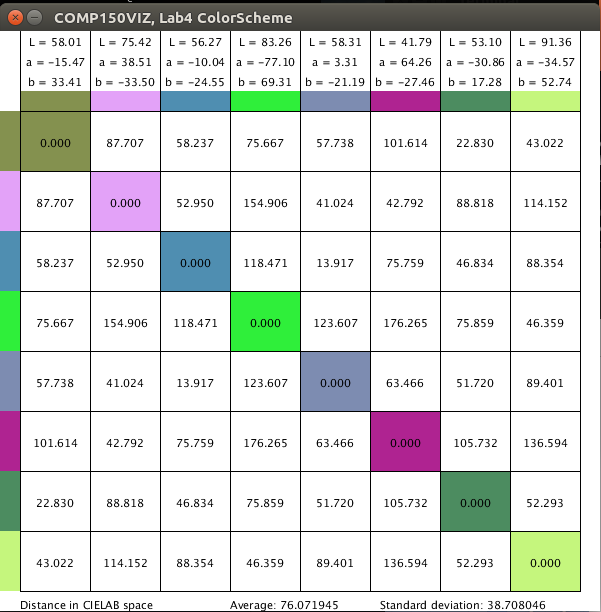 COMP150VIZ, Lab4 ColorScheme
L = 58.01 L = 75.42 L = 56.27 L = 83.26 L = 58.31 L = 41.79 L = 53.10 L = 91.36
a = −15.47 a = 38.51 a = −10.04 a = −77.10 a = 3.31 a = 64.26 a = −30.86 a = −34.57
b = 33.41 b = −33.50 b = −24.55 b = 69.31 b = −21.19 b = −27.46 b = 17.28 b = 52.74
0.000 87.707 58.237 75.667 57.738 101.614 22.830 43.022
87.707 0.000 52.950 154.906 41.024 42.792 88.818 114.152
58.237 52.950 0.000 118.471 13.917 75.759 46.834 88.354
75.667 154.906 118.471 0.000 123.607 176.265 75.859 46.359
57.738 41.024 13.917 123.607 0.000 63.466 51.720 89.401
101.614 42.792 75.759 176.265 63.466 0.000 105.732 136.594
22.830 88.818 46.834 75.859 51.720 105.732 0.000 52.293
43.022 114.152 88.354 46.359 89.401 136.594 52.293 0.000
Distance in CIELAB space Average: 76.071945 Standard deviation: 38.708046